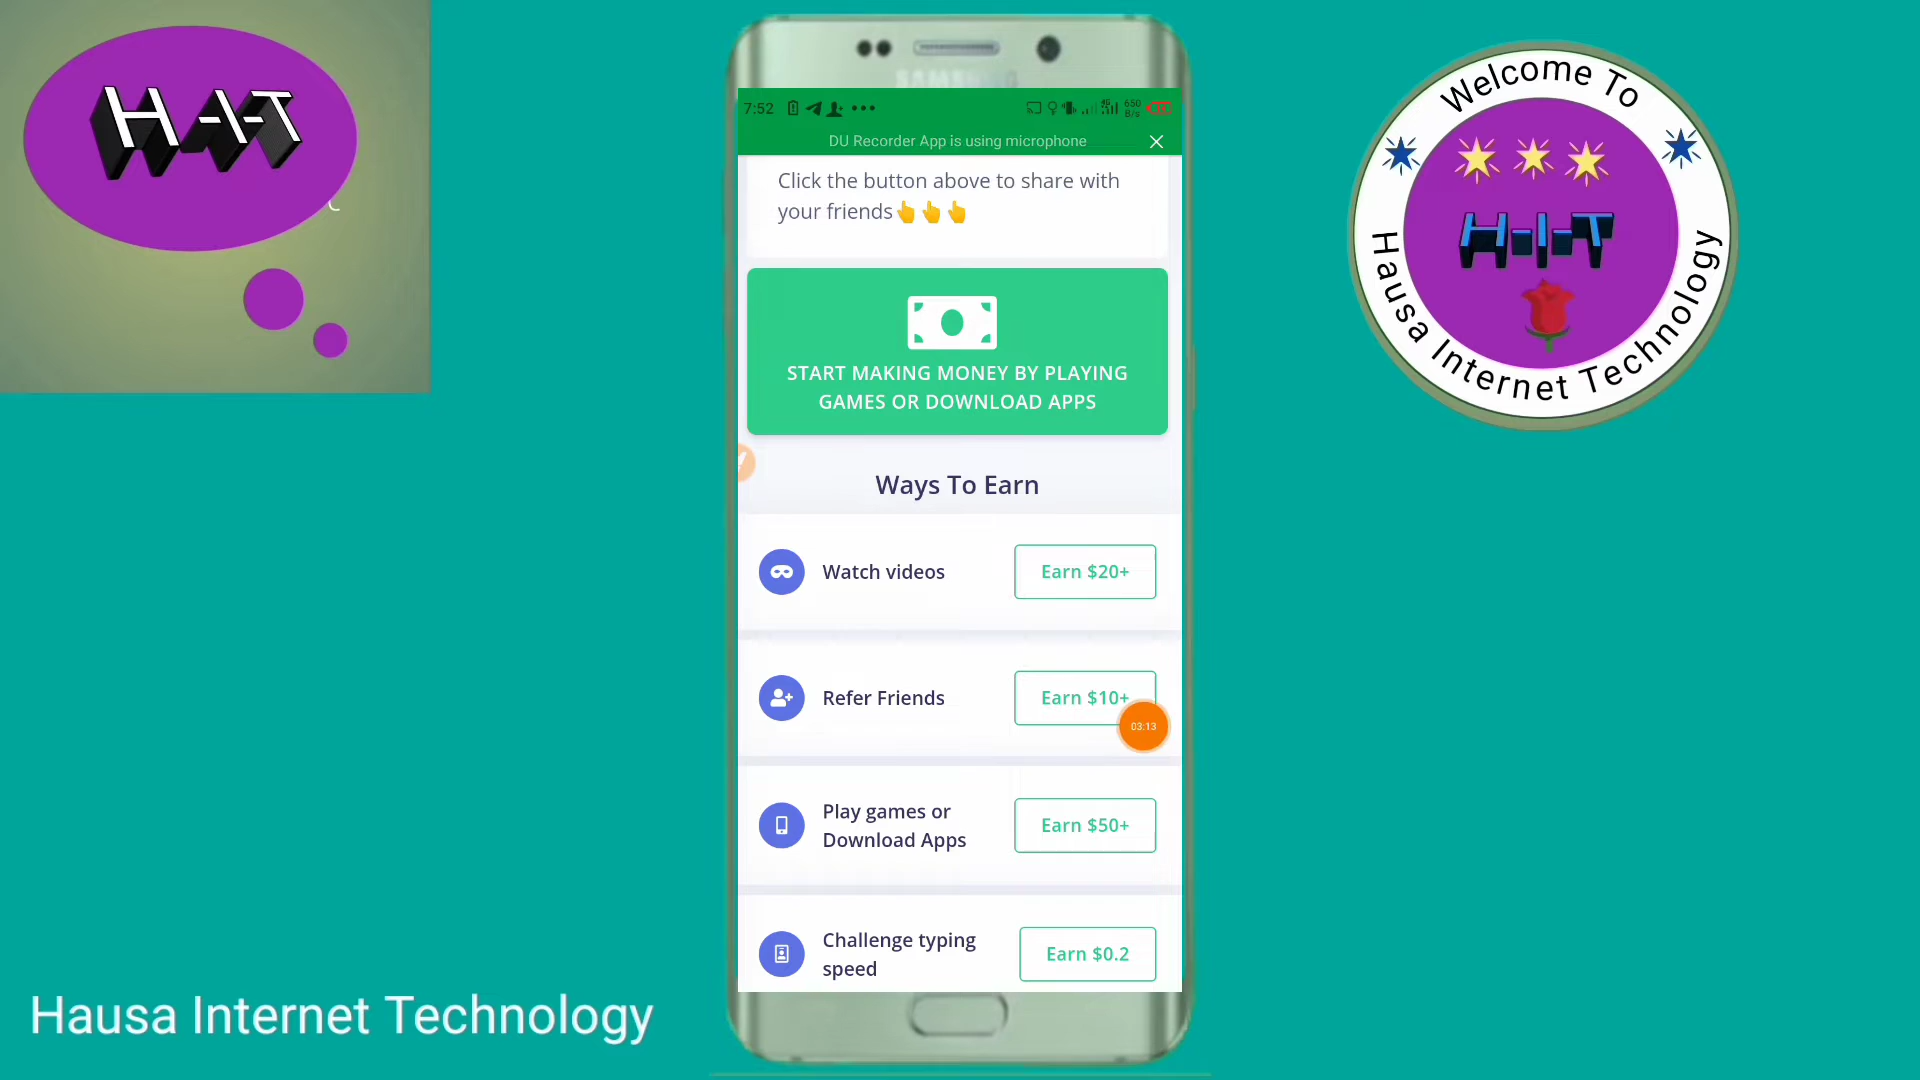 H-I-T
Welcome To
H-I-T
Hausa Internet Technology
SAMSUNG
7:52
4G
650
B/s
DU Recorder App is using microphone
Click the button above to share with
your friends👆👆👆
START MAKING MONEY BY PLAYING
GAMES OR DOWNLOAD APPS
Ways To Earn
Watch videos
Earn $20+
Refer Friends
Earn $10+
03:13
Play games or
Download Apps
Earn $50+
Challenge typing
speed
Earn $0.2
Hausa Internet Technology